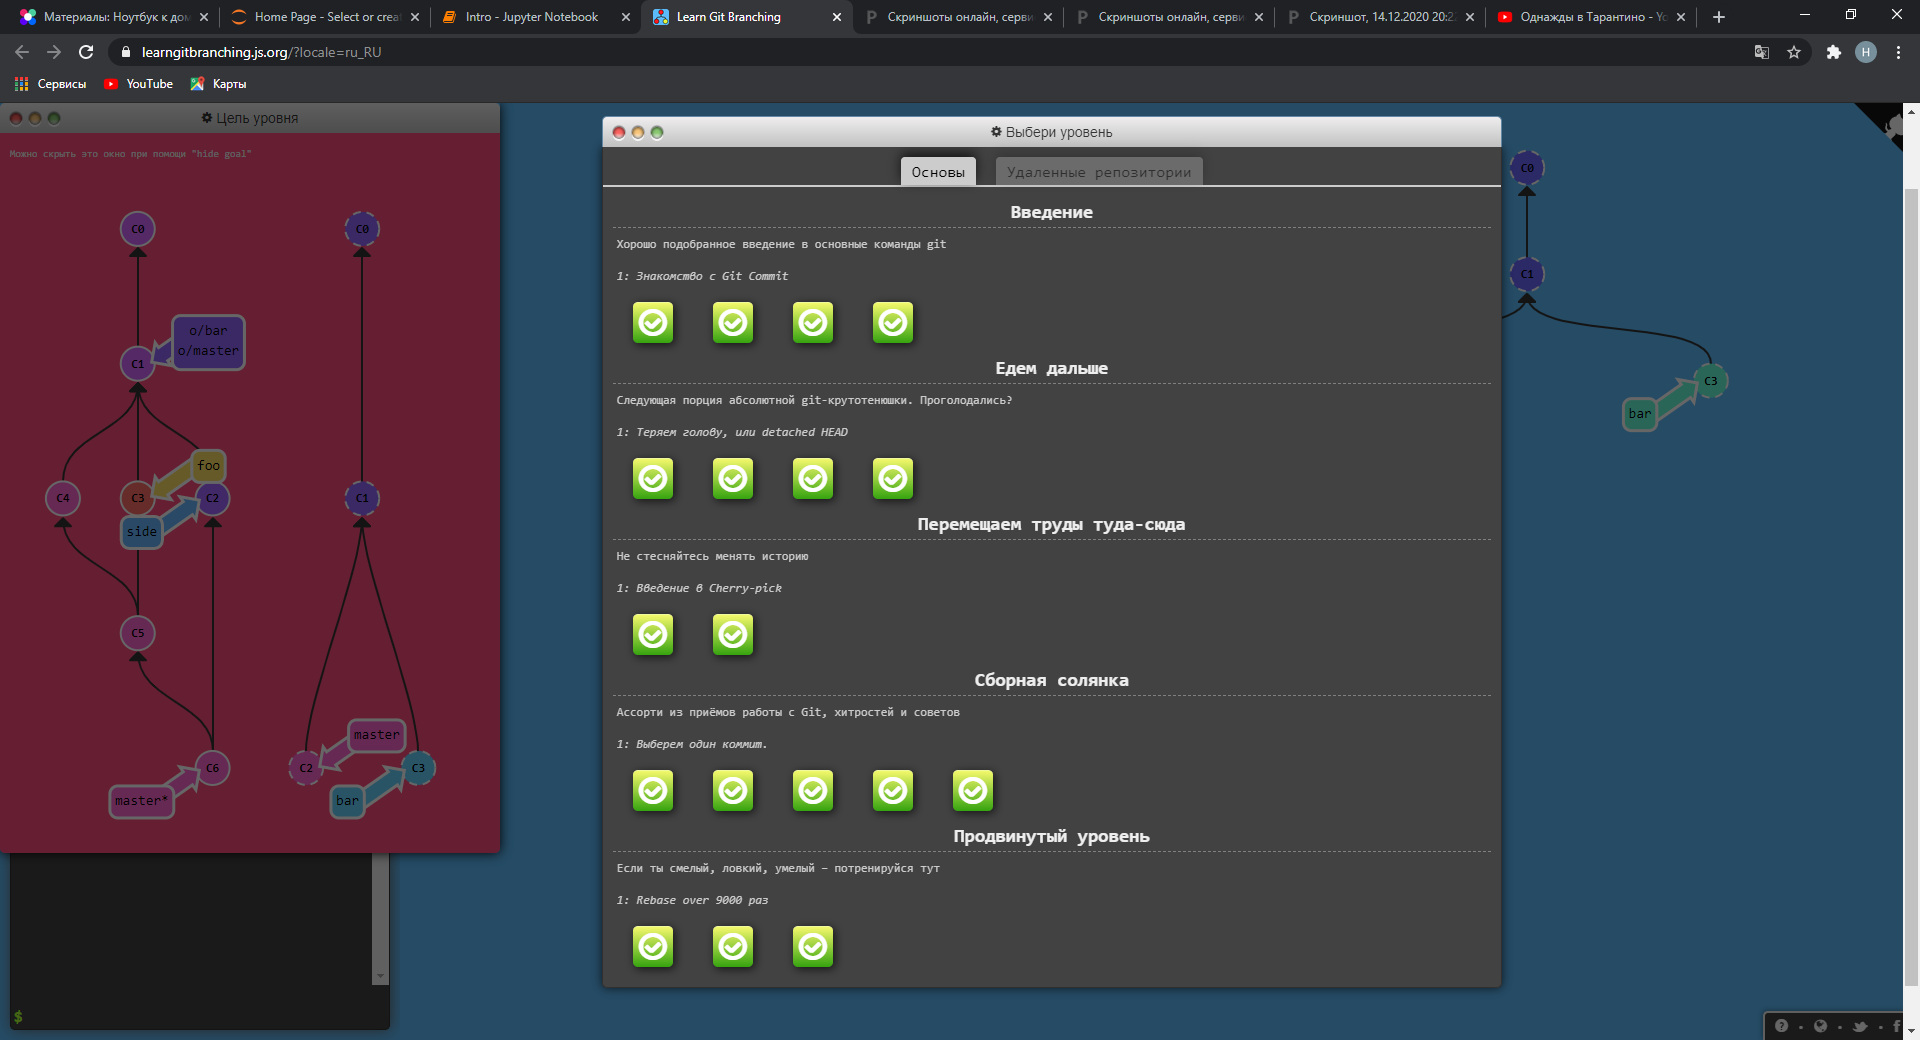 Материалы: Ноутбук к дом
Home Page - Select or creat
Intro - Jupyter Notebook
Learn Git Branching
Скриншоты онлайн, серви
Скриншоты онлайн, серви
Скриншот, 14.12.2020 20:2
Однажды в Тарантино - Yo
learngitbranching.js.org/?locale=ru_RU
H
Сервисы
YouTube
Карты
Цель уровня
Можно скрыть это окно при помощи "hide goal"
C0
C0
o/bar
o/master
C1
foo
C4
C3
C2
C1
side
C5
master
C6
C2
C3
master*
bar
$
Выбери уровень
Основы
Удаленные репозитории
Введение
Хорошо подобранное введение в основные команды git
1: Знакомство с Git Commit
Едем дальше
Следующая порция абсолютной git-крутотенюшки. Проголодались?
1: Теряем голову, или detached HEAD
Перемещаем труды туда-сюда
Не стесняйтесь менять историю
1: Введение в Cherry-pick
Сборная солянка
Ассорти из приёмов работы с Git, хитростей и советов
1: Выберем один коммит.
Продвинутый уровень
Если ты смелый, ловкий, умелый – потренируйся тут
1: Rebase over 9000 раз
C0
C1
C3
bar